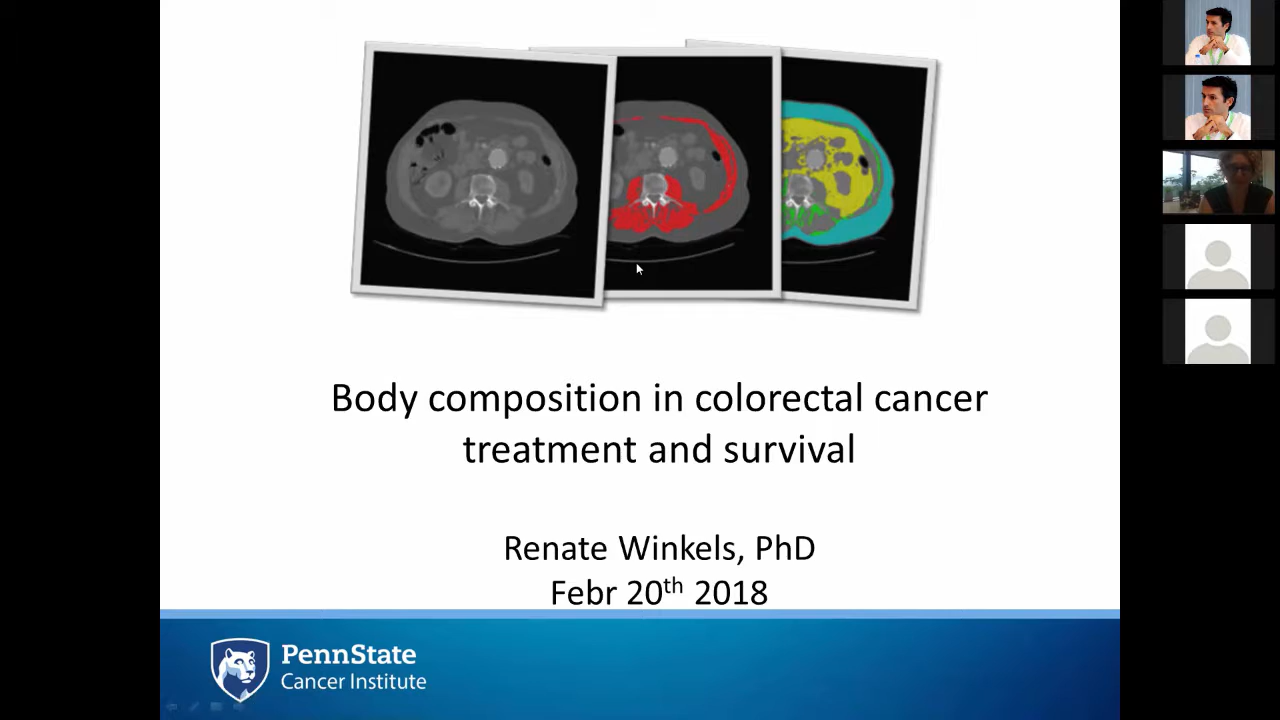 Body composition in colorectal cancer
treatment and survival
Renate Winkels, PhD
Febr 20th 2018
PennState
Cancer Institute